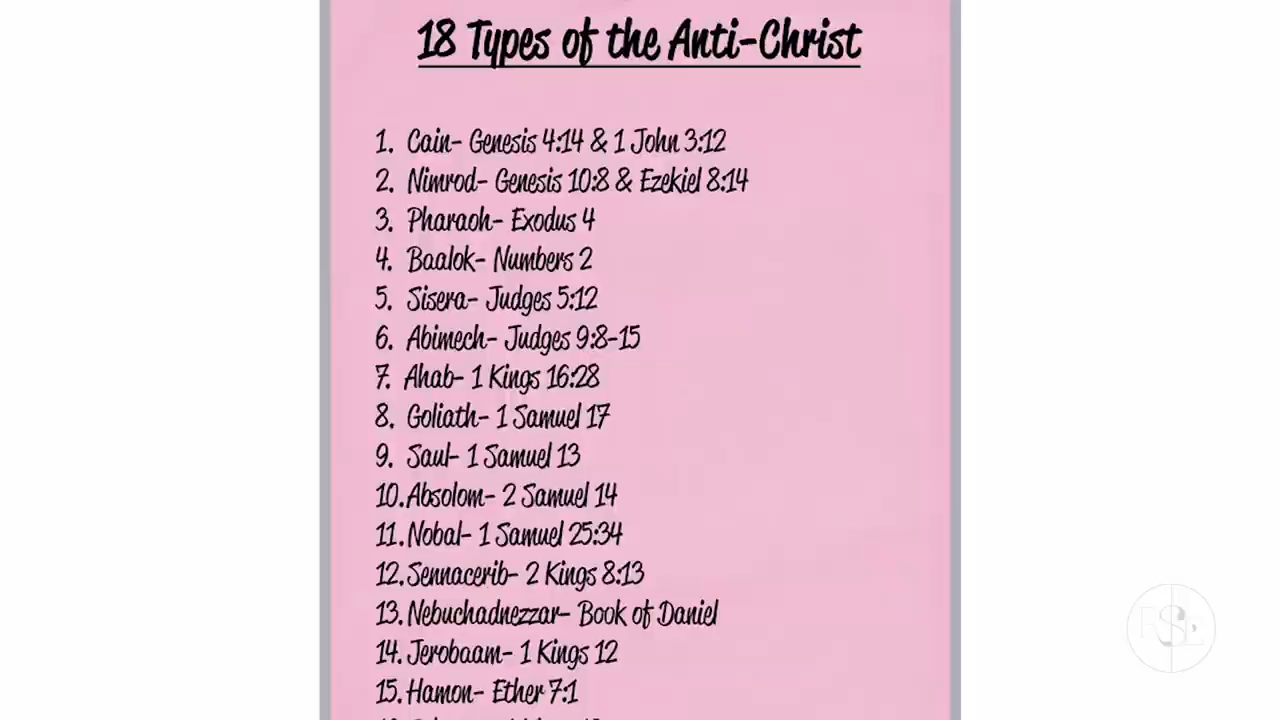 18 Types of the Anti-Christ
1. Cain- Genesis 4:14 & 1 John 3:12
2. Nimrod- Genesis 10:8 & Ezekiel 8:14
3. Pharaoh- Exodus 4
4. Baalok- Numbers 2
5. Sisera- Judges 5:12
6. Abimech- Judges 9:8-15
7. Ahab- 1 Kings 16:28
8. Goliath- 1 Samuel 17
9. Saul- 1 Samuel 13
10. Absolom- 2 Samuel 14
11. Nobal- 1 Samuel 25:34
12. Sennacerib- 2 Kings 8:13
13. Nebuchadnezzar- Book of Daniel
14. Jerobaam- 1 Kings 12
15. Hamon- Ether 7:1